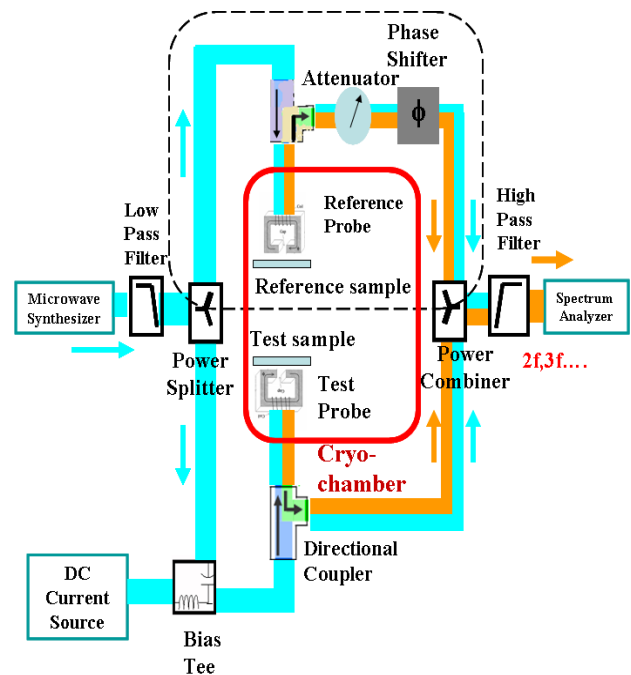 Phase
Shifter
Attenuator
ϕ
Reference
Probe
High
Pass
Filter
Low
Pass
Filter
Reference sample
Microwave
Synthesizer
Spectrum
Analyzer
Test sample
Power
Splitter
Power
Combiner
2f,3f....
Test
Probe
Cryo-
chamber
Directional
Coupler
DC
Current
Source
Bias
Tee